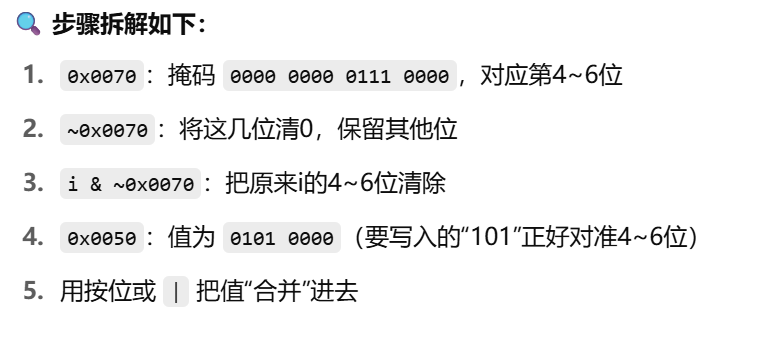 🔍 步骤拆解如下：
1. 0x0070：掩码 0000 0000 0111 0000，对应第4~6位
2. ~0x0070：将这几位清0，保留其他位
3. i & ~0x0070：把原来i的4~6位清除
4. 0x0050：值为 0101 0000（要写入的“101”正好对准4~6位）
5. 用按位或 | 把值“合并”进去